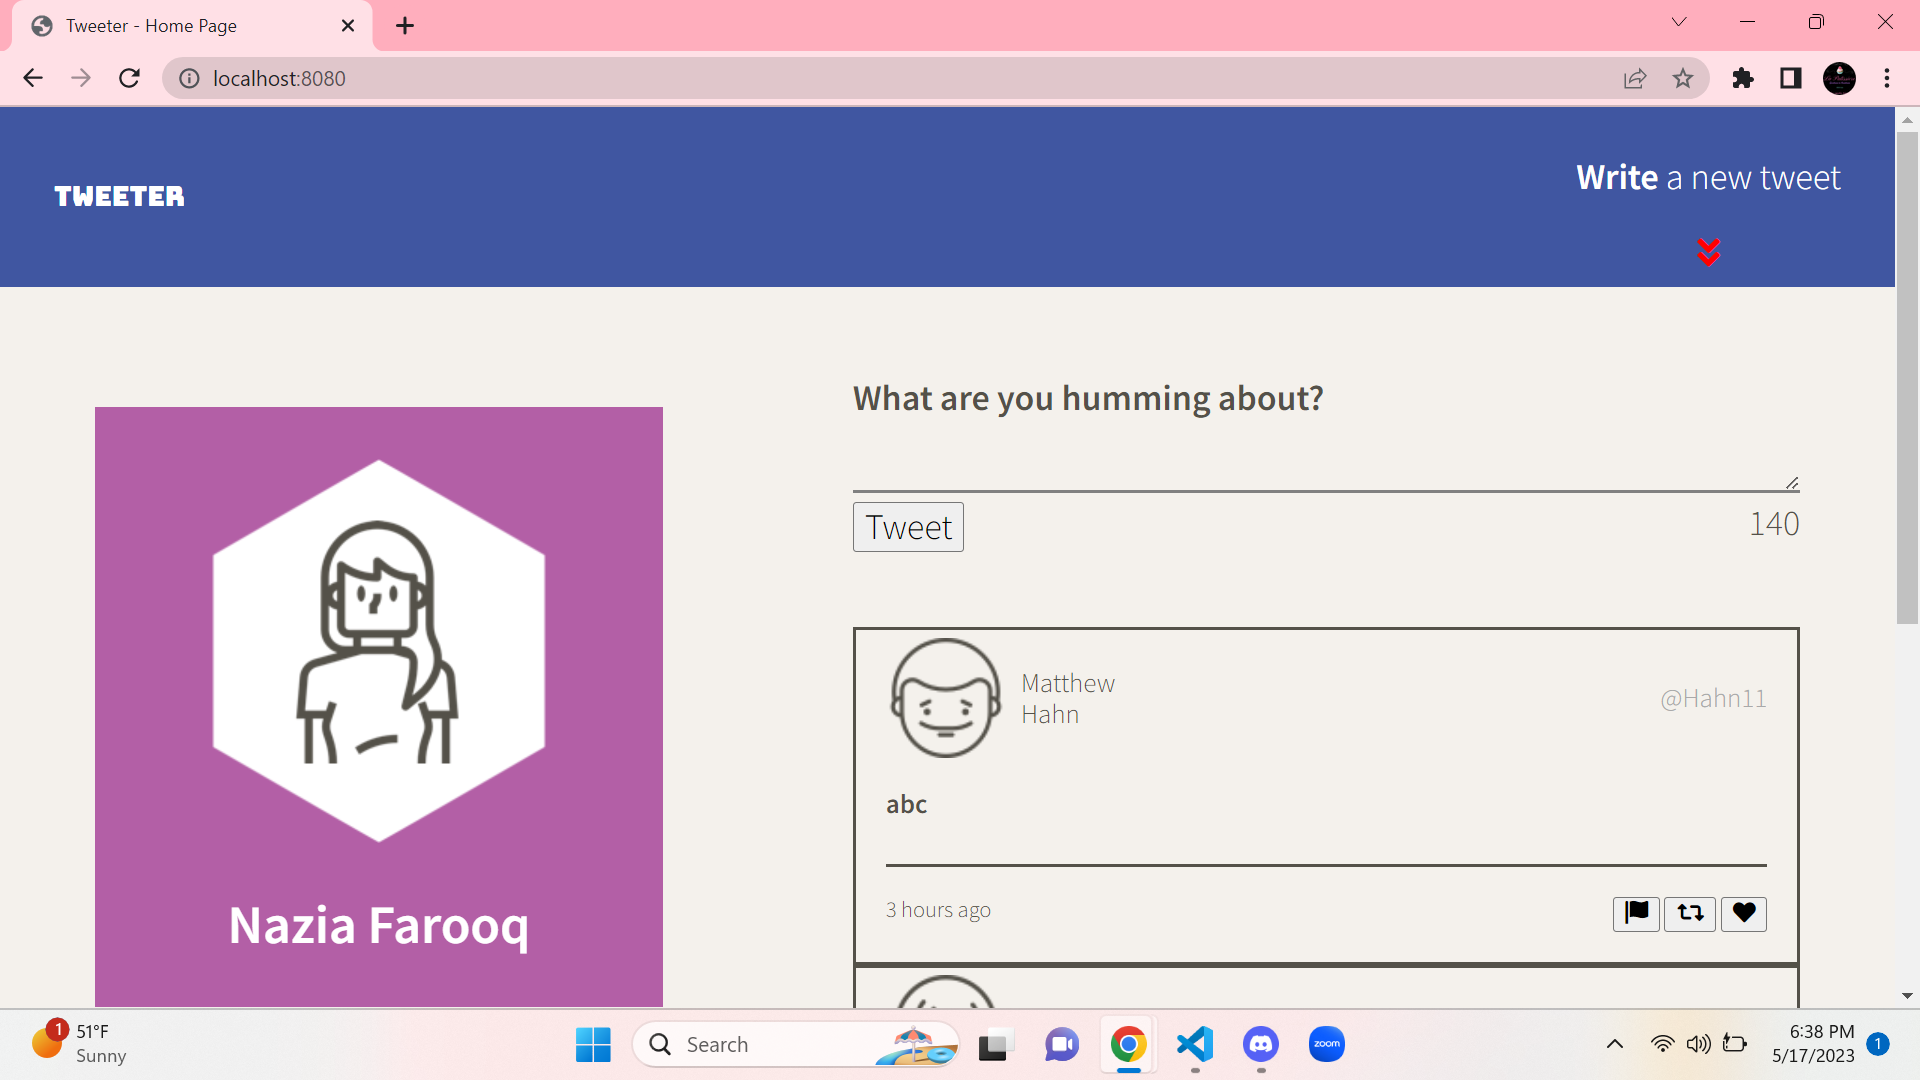 Tweeter - Home Page
localhost:8080
TWEETER
Write a new tweet
What are you humming about?
Tweet
140
Matthew
Hahn
@Hahn11
abc
3 hours ago
Nazia Farooq
1
51°F
Sunny
Search
zoom
6:38 PM
5/17/2023
1